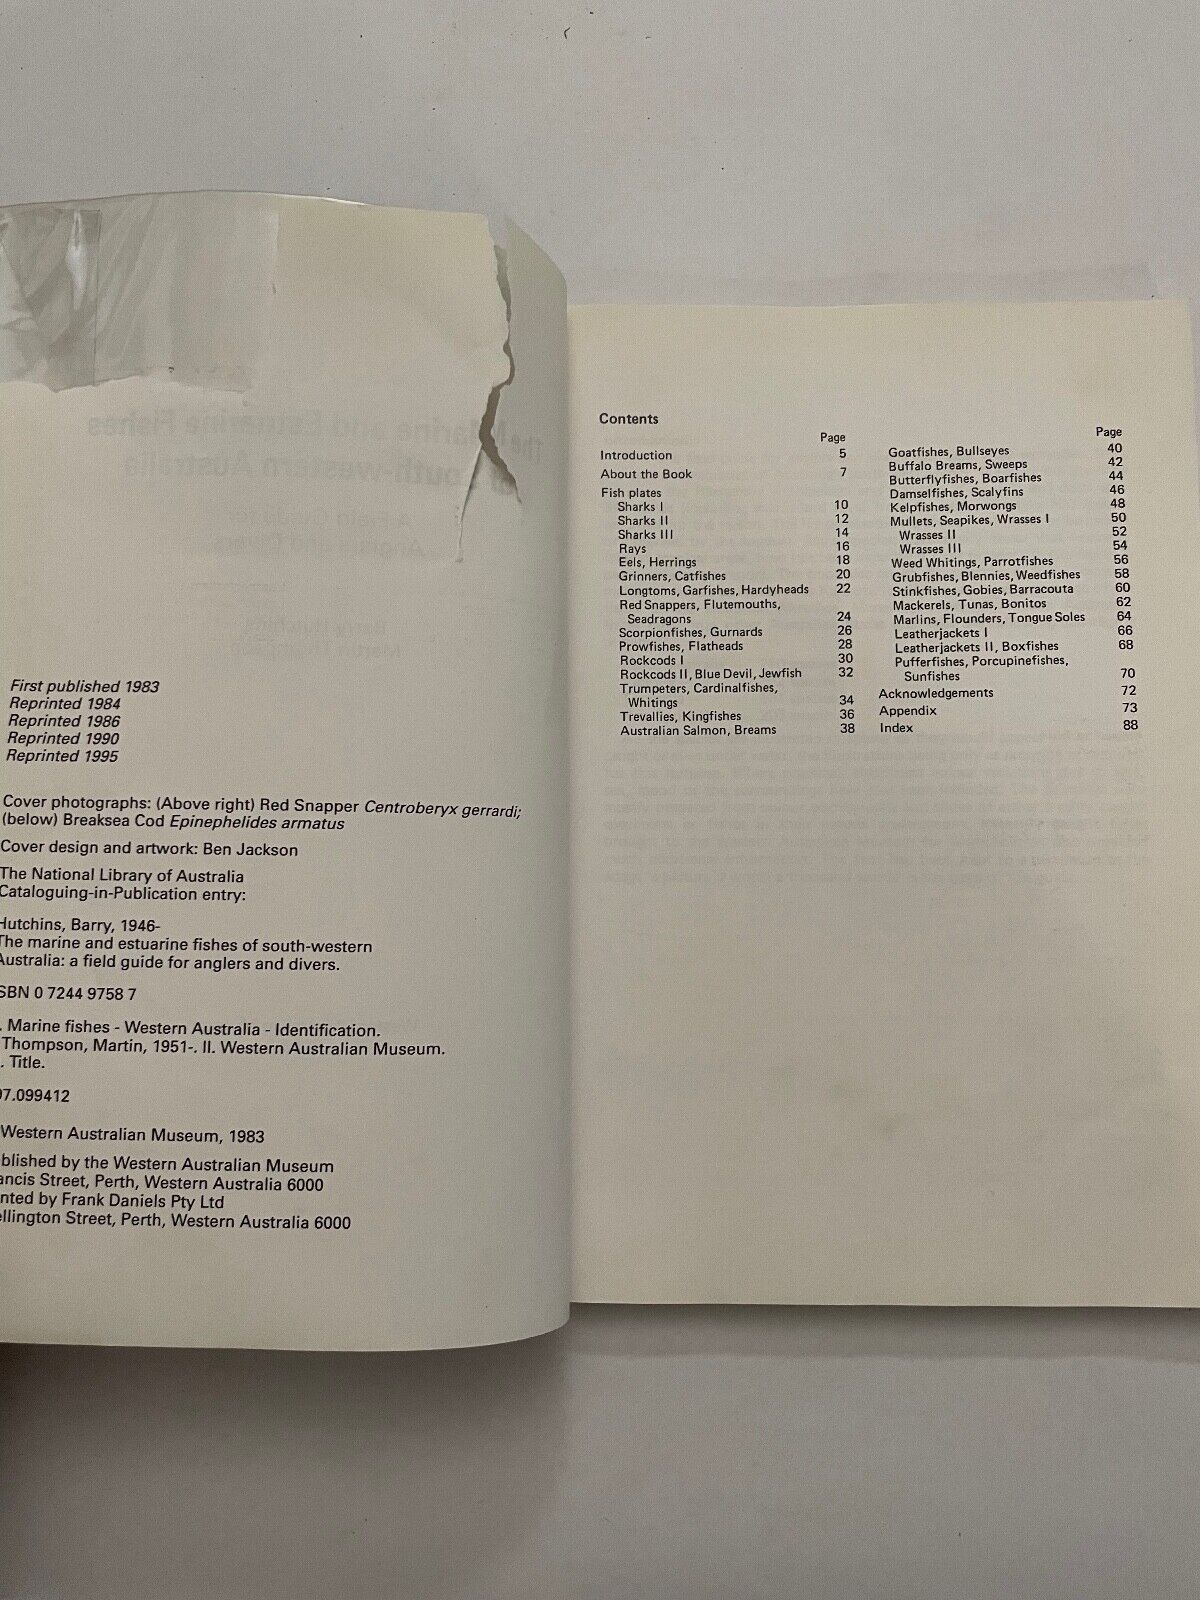 First published 1983
Reprinted 1984
Reprinted 1986
Reprinted 1990
Reprinted 1995
Cover photographs: (Above right) Red Snapper Centroberyx gerrardi;
(below) Breaksea Cod Epinephelides armatus
Cover design and artwork: Ben Jackson
The National Library of Australia
Cataloguing-in-Publication entry:
Hutchins, Barry, 1946-
The marine and estuarine fishes of south-western
Australia: a field guide for anglers and divers.
ISBN 0 7244 9758 7
. Marine fishes - Western Australia - Identification.
Thompson, Martin, 1951-. II. Western Australian Museum.
. Title.
97.099412
Western Australian Museum, 1983
blished by the Western Australian Museum
ancis Street, Perth, Western Australia 6000
nted by Frank Daniels Pty Ltd
ellington Street, Perth, Western Australia 6000
Contents
Page
Introduction 5
About the Book 7
Fish plates
Sharks I 10
Sharks II 12
Sharks III 14
Rays 16
Eels, Herrings 18
Grinners, Catfishes 20
Longtoms, Garfishes, Hardyheads 22
Red Snappers, Flutemouths,
Seadragons 24
Scorpionfishes, Gurnards 26
Prowfishes, Flatheads 28
Rockcods I 30
Rockcods II, Blue Devil, Jewfish 32
Trumpeters, Cardinalfishes,
Whitings 34
Trevallies, Kingfishes 36
Australian Salmon, Breams 38
Page
Goatfishes, Bullseyes 40
Buffalo Breams, Sweeps 42
Butterflyfishes, Boarfishes 44
Damselfishes, Scalyfins 46
Kelpfishes, Morwongs 48
Mullets, Seapikes, Wrasses I 50
Wrasses II 52
Wrasses III 54
Weed Whitings, Parrotfishes 56
Grubfishes, Blennies, Weedfishes 58
Stinkfishes, Gobies, Barracouta 60
Mackerels, Tunas, Bonitos 62
Marlins, Flounders, Tongue Soles 64
Leatherjackets I 66
Leatherjackets II, Boxfishes 68
Pufferfishes, Porcupinefishes,
Sunfishes 70
Acknowledgements 72
Appendix 73
Index 88